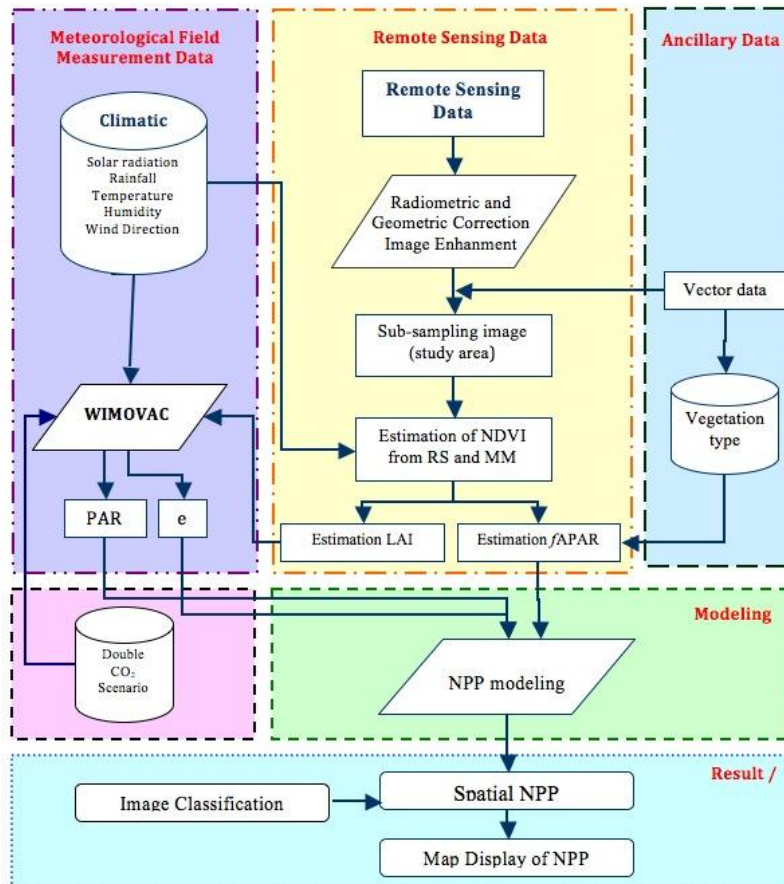 Meteorological Field
Measurement Data
Climatic
Solar radiation
Rainfall
Temperature
Humidity
Wind Direction
WIMOVAC
PAR
e
Double
CO₂
Scenario
Remote Sensing Data
Remote Sensing
Data
Radiometric and
Geometric Correction
Image Enhanment
Sub-sampling image
(study area)
Estimation of NDVI
from RS and MM
Estimation LAI
Estimation fAPAR
Ancillary Data
Vector data
Vegetation
type
Modeling
NPP modeling
Result /
Image Classification
Spatial NPP
Map Display of NPP